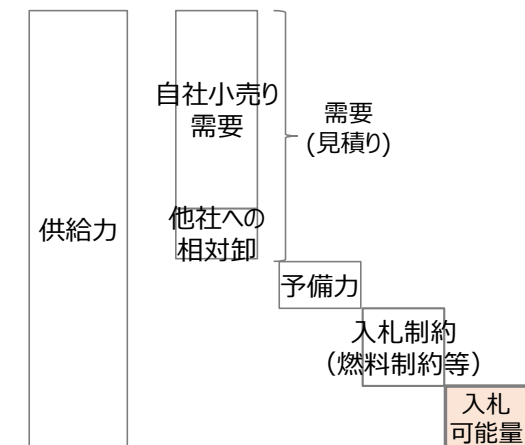 自社小売り
需要
需要
(見積り)
供給力
他社への
相対卸
予備力
入札制約
（燃料制約等）
入札
可能量